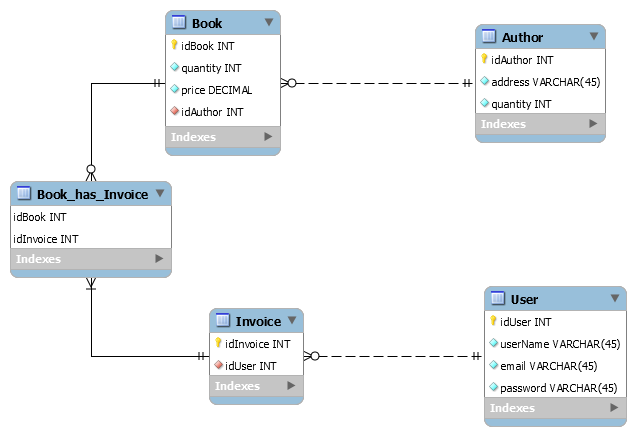 Book
idBook INT
quantity INT
price DECIMAL
idAuthor INT
Indexes
Author
idAuthor INT
address VARCHAR(45)
quantity INT
Indexes
Book_has_Invoice
idBook INT
idInvoice INT
Indexes
Invoice
idInvoice INT
idUser INT
Indexes
User
idUser INT
userName VARCHAR(45)
email VARCHAR(45)
password VARCHAR(45)
Indexes